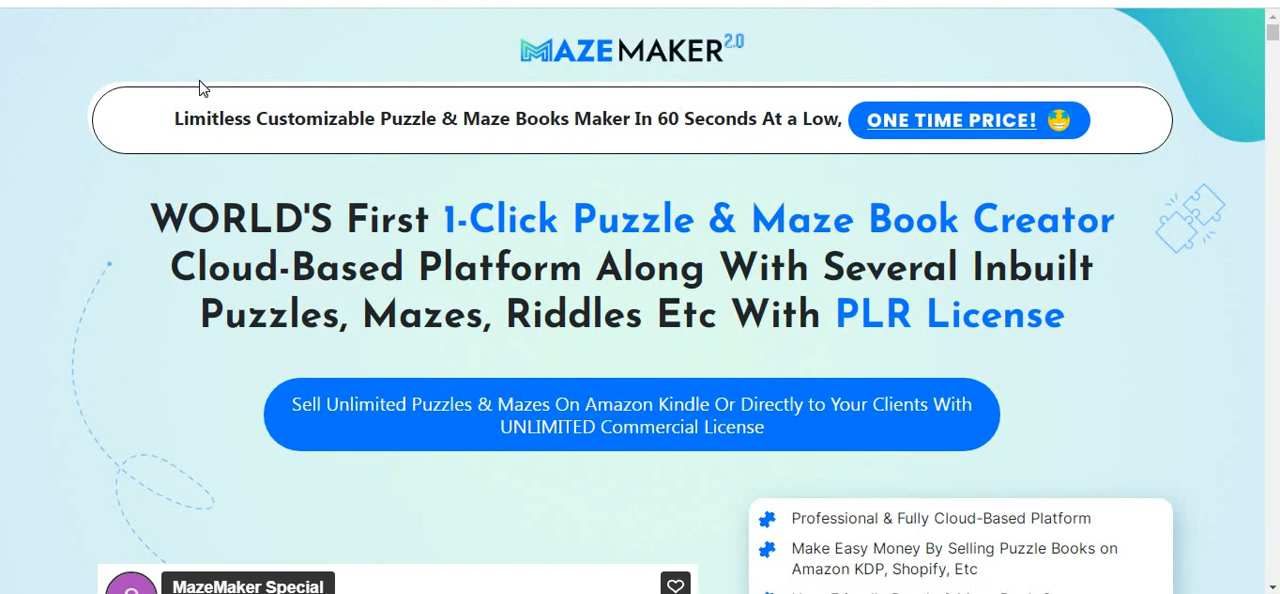 MAZEMAKER 2.0
Limitless Customizable Puzzle & Maze Books Maker In 60 Seconds At a Low, ONE TIME PRICE!
WORLD'S First 1-Click Puzzle & Maze Book Creator
Cloud-Based Platform Along With Several Inbuilt
Puzzles, Mazes, Riddles Etc With PLR License
Sell Unlimited Puzzles & Mazes On Amazon Kindle Or Directly to Your Clients With
UNLIMITED Commercial License
Professional & Fully Cloud-Based Platform
Make Easy Money By Selling Puzzle Books on
Amazon KDP, Shopify, Etc
MazeMaker Special